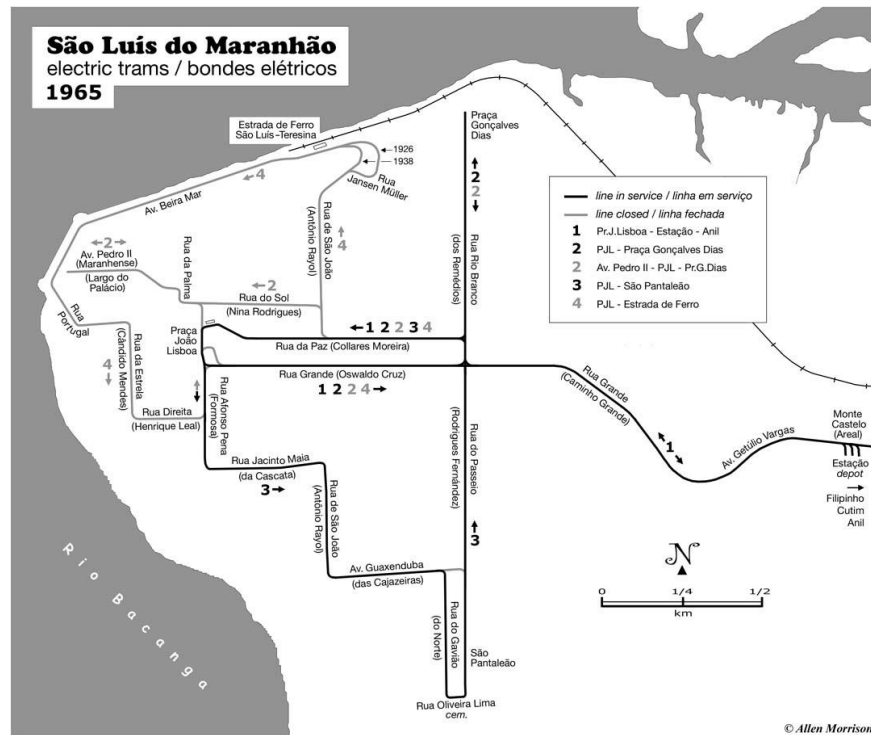 São Luís do Maranhão
electric trams / bondes elétricos
1965
Estrada de Ferro
São Luís-Teresina
1926
1938
Rua
Jansen Müller
Praça
Gonçalves
Dias
2
2
4
Av. Beira Mar
Rua de São João
(Antônio Rayol)
4
Rua Rio Branco
(dos Remédios)
line in service / linha em serviço
line closed / linha fechada
1 Pr.J.Lisboa - Estação - Anil
2 PJL - Praça Gonçalves Dias
2 Av. Pedro II - PJL - Pr.G.Dias
3 PJL - São Pantaleão
4 PJL - Estrada de Ferro
2
Av. Pedro II
(Maranhense)
(Largo do
Palácio)
Rua da Palma
2
Rua do Sol
(Nina Rodrigues)
Rua
Portugal
Praça
João
Lisboa
1 2 2 3 4
Rua da Paz (Collares Moreira)
Rua da Estrela
(Cândido Mendes)
4
Rua Direita
(Henrique Leal)
Rua Afonso Pena
(Formosa)
Rua Grande (Oswaldo Cruz)
1 2 2 4
Rua Grande
(Caminho Grande)
1
Av. Getúlio Vargas
Monte
Castelo
(Areal)
Estação
depot
Filipinho
Cutim
Anil
Rua do Passeio
(Rodrigues Fernández)
3
Rua Jacinto Maia
(da Cascata)
3
Rua de São João
(Antônio Rayol)
Av. Guaxenduba
(das Cajazeiras)
Rua do Gavião
(do Norte)
São
Pantaleão
Rua Oliveira Lima
cem.
Rio Bacanga
N
0 1/4 1/2
km
© Allen Morrison